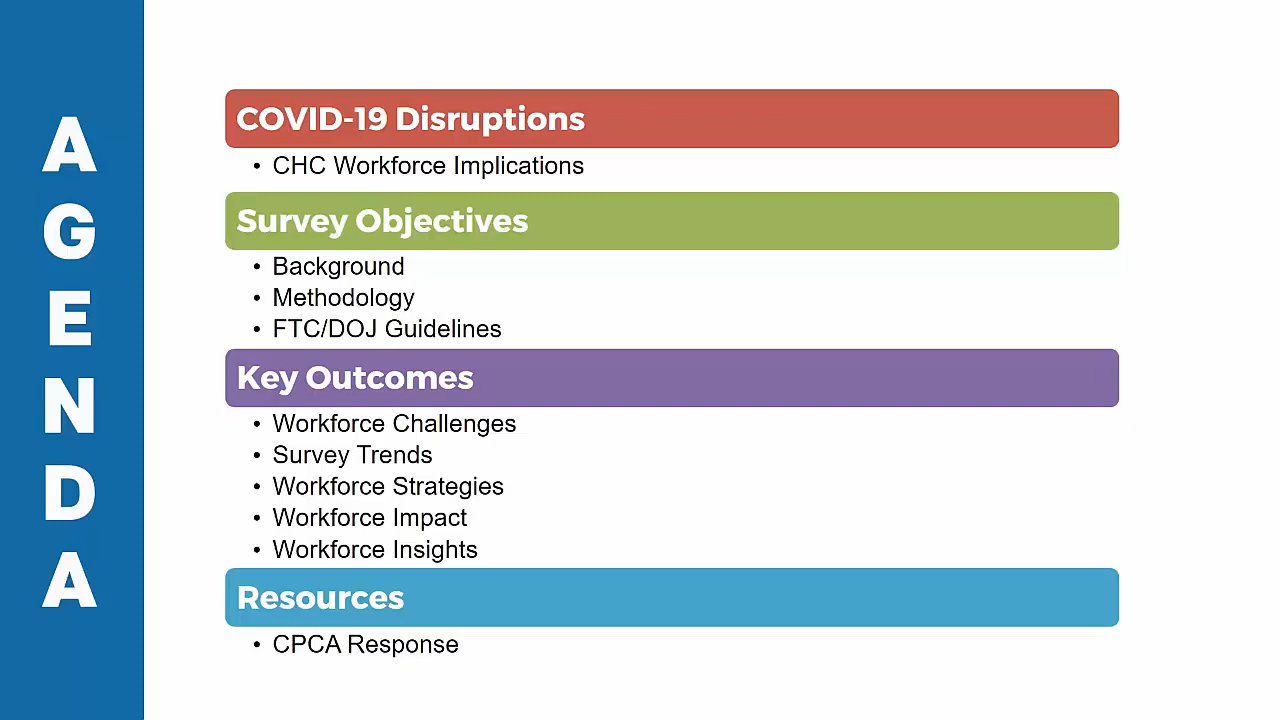 AGENDA
COVID-19 Disruptions
• CHC Workforce Implications
Survey Objectives
• Background
• Methodology
• FTC/DOJ Guidelines
Key Outcomes
• Workforce Challenges
• Survey Trends
• Workforce Strategies
• Workforce Impact
• Workforce Insights
Resources
• CPCA Response